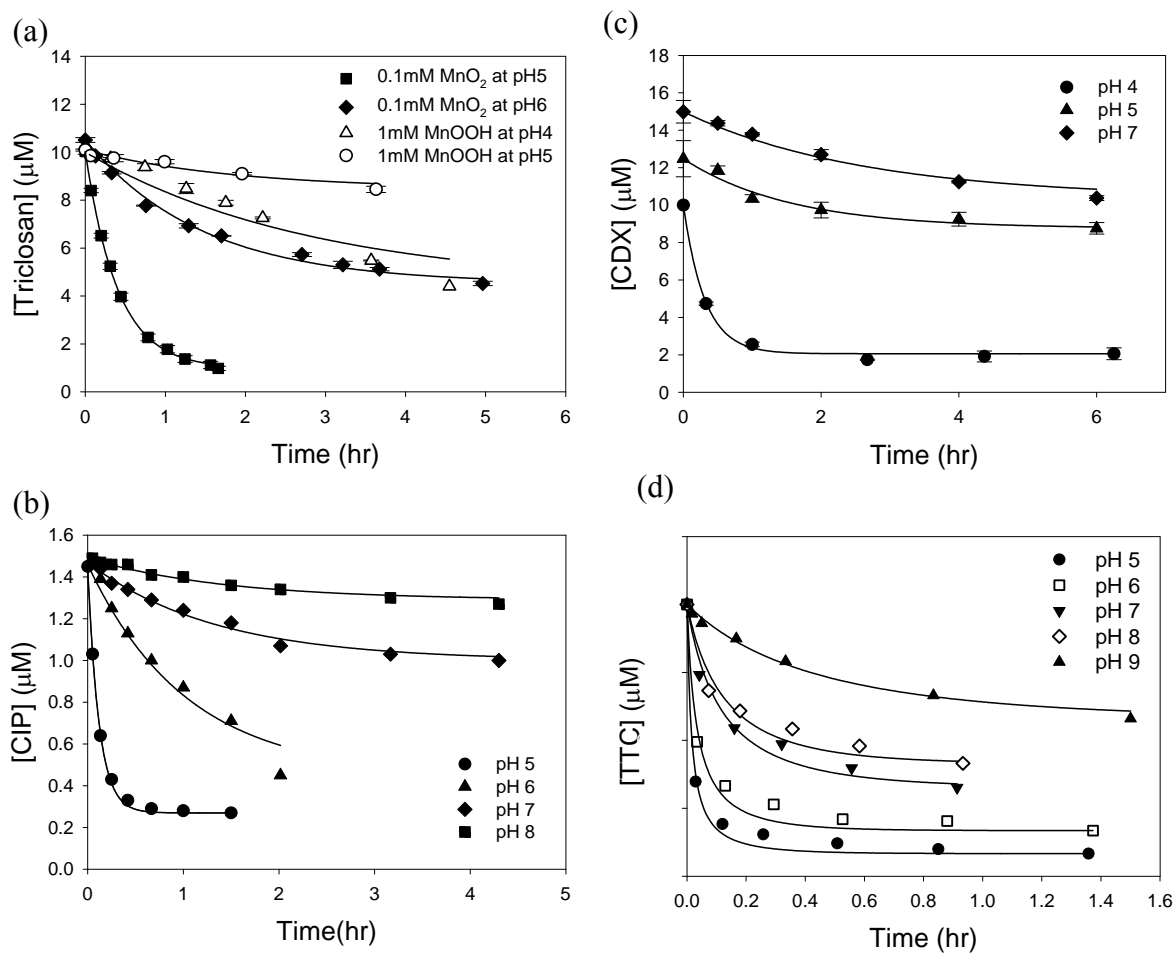 (a)
[Triclosan] (μM)
14
12
10
8
6
4
2
0
0 1 2 3 4 5 6
Time (hr)
0.1mM MnO2 at pH5
0.1mM MnO2 at pH6
1mM MnOOH at pH4
1mM MnOOH at pH5
(c)
[CDX] (μM)
18
16
14
12
10
8
6
4
2
0
0 2 4 6
Time (hr)
pH 4
pH 5
pH 7
(b)
[CIP] (μM)
1.6
1.4
1.2
1.0
0.8
0.6
0.4
0.2
0.0
0 1 2 3 4 5
Time(hr)
pH 5
pH 6
pH 7
pH 8
(d)
[TTC] (μM)
0.0 0.2 0.4 0.6 0.8 1.0 1.2 1.4 1.6
Time (hr)
pH 5
pH 6
pH 7
pH 8
pH 9